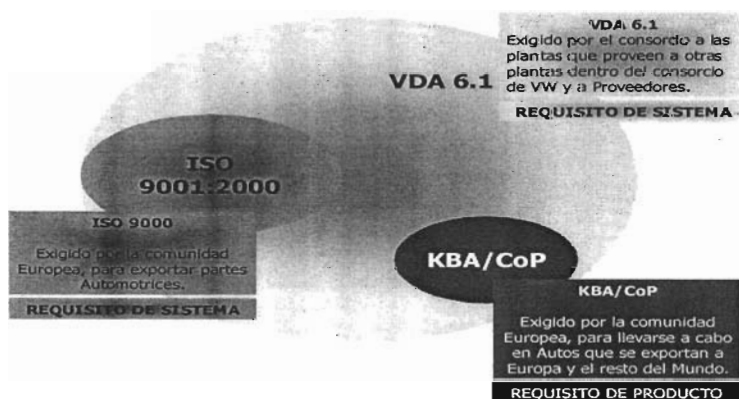 VDA 6.1
Exigido por el consorcio a las
plantas que proveen a otras
plantas dentro del consorcio
de VW y a Proveedores.
REQUISITO DE SISTEMA
VDA 6.1
ISO
9001:2000
ISO 9000
Exigido por la comunidad
Europea, para exportar partes
Automotrices.
REQUISITO DE SISTEMA
KBA/CoP
KBA/CoP
Exigido por la comunidad
Europea, para llevarse a cabo
en Autos que se exportan a
Europa y el resto del Mundo.
REQUISITO DE PRODUCTO